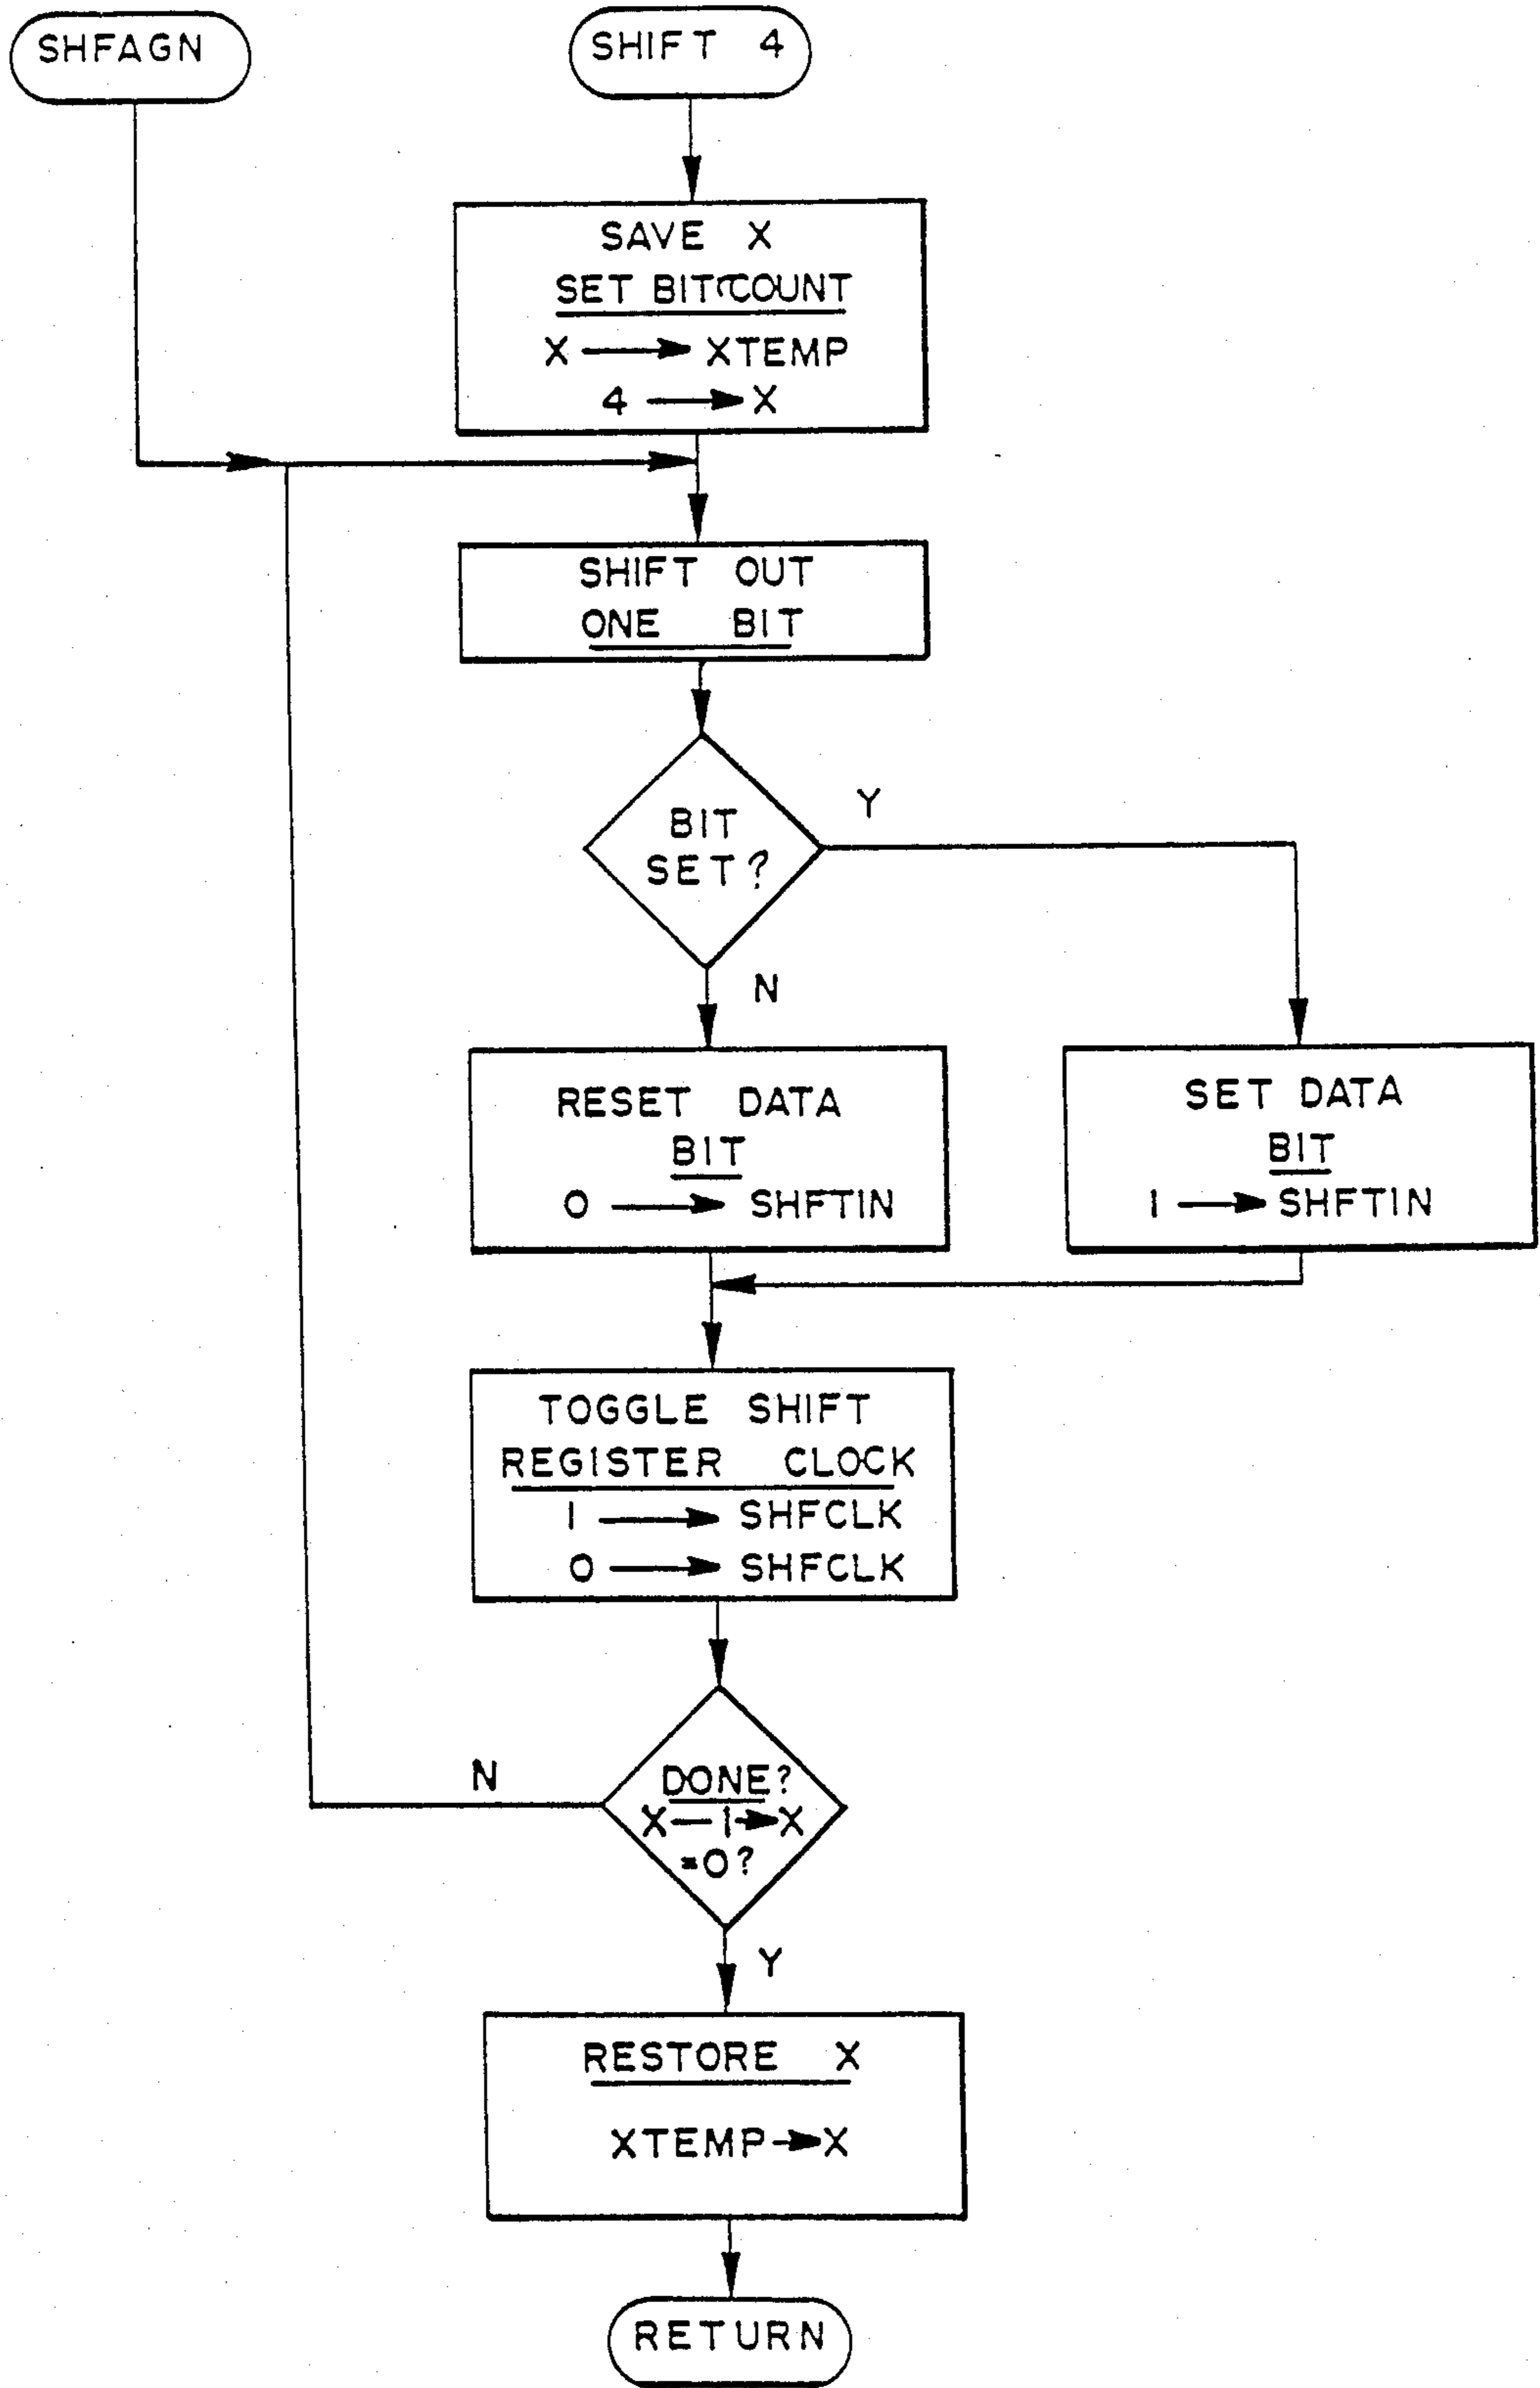 SHFAGN
SHIFT 4
SAVE X
SET BIT COUNT
X → XTEMP
4 → X
SHIFT OUT
ONE BIT
BIT
SET?
Y
N
RESET DATA
BIT
0 → SHFTIN
SET DATA
BIT
1 → SHFTIN
TOGGLE SHIFT
REGISTER CLOCK
1 → SHFCLK
0 → SHFCLK
DONE?
X—1→X
=0?
N
Y
RESTORE X
XTEMP→X
RETURN